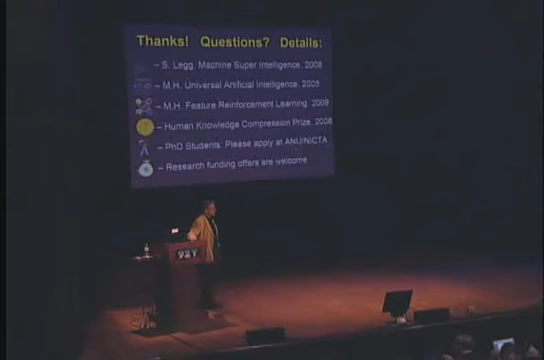 Thanks! Questions? Details:
– S. Legg. Machine Super Intelligence. 2008
– M.H. Universal Artificial Intelligence. 2005
– M.H. Feature Reinforcement Learning. 2009
– Human Knowledge Compression Prize. 2006
– PhD Students: Please apply at ANU/NICTA
– Research funding offers are welcome
92Y